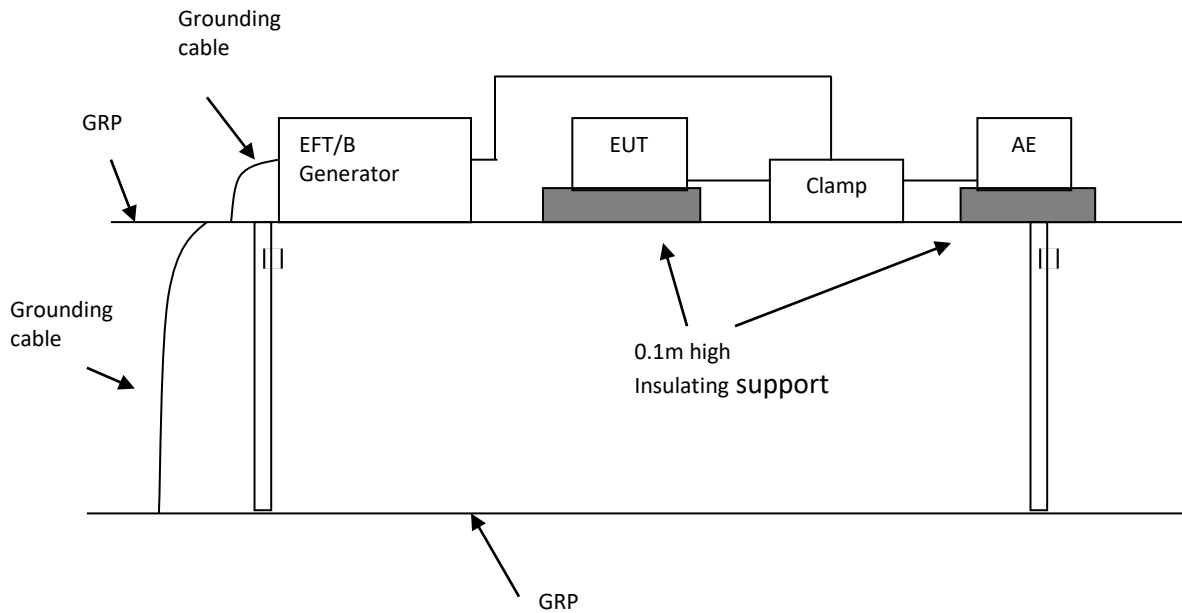 Grounding
cable
GRP
EFT/B
Generator
EUT
Clamp
AE
Grounding
cable
0.1m high
Insulating support
GRP